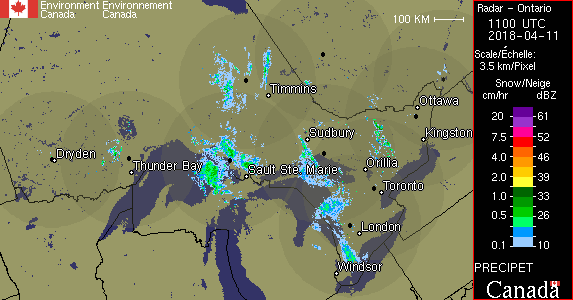 Environment Environnement
Canada Canada
100 KM
Timmins
Ottawa
Sudbury
Kingston
Dryden
Thunder Bay
Sault Ste. Marie
Orillia
Toronto
London
Windsor
Radar - Ontario
1100 UTC
2018-04-11
Scale/Échelle:
3.5 km/Pixel
Snow/Neige
cm/hr dBZ
20 61
7.5 52
4.0 46
2.0 39
1.0 33
0.5 26
0.1 10
PRECIPET
Canada